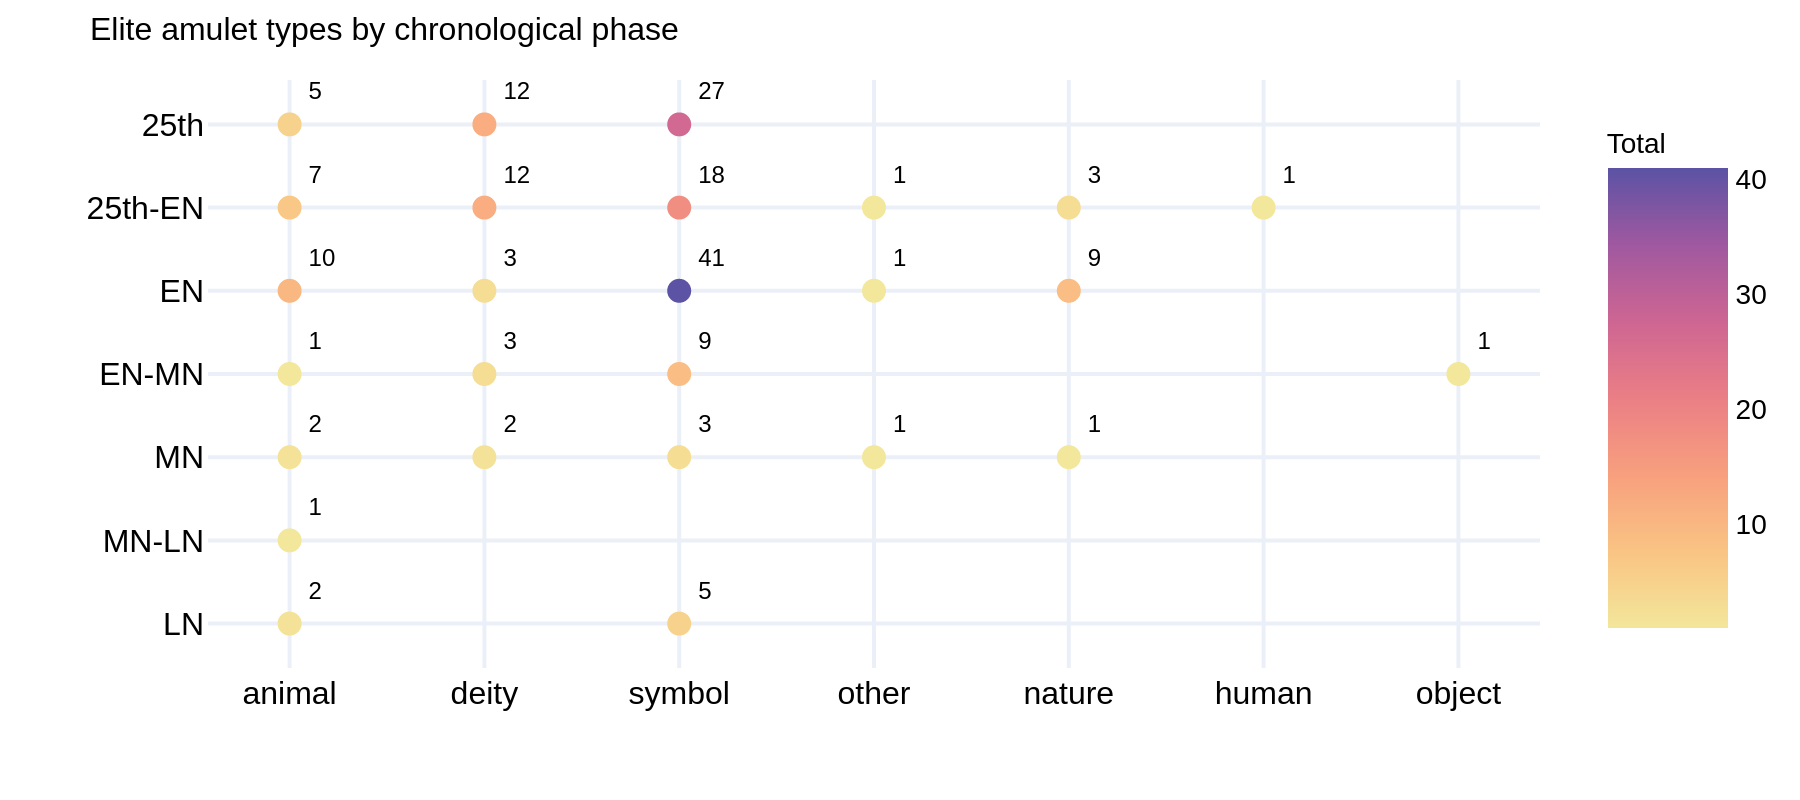 Elite amulet types by chronological phase
5 12 27
25th
7 12 18 1 3 1
25th-EN
10 3 41 1 9
EN
1 3 9 1
EN-MN
2 2 3 1 1
MN
1
MN-LN
2 5
LN
animal deity symbol other nature human object
Total
40
30
20
10